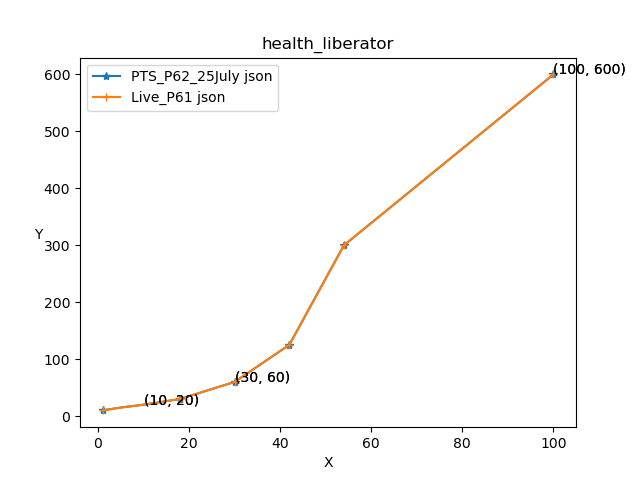 health_liberator
PTS_P62_25July json
Live_P61 json
(100, 600)
(30, 60)
(10, 20)
Y
600
500
400
300
200
100
0
0 20 40 60 80 100
X